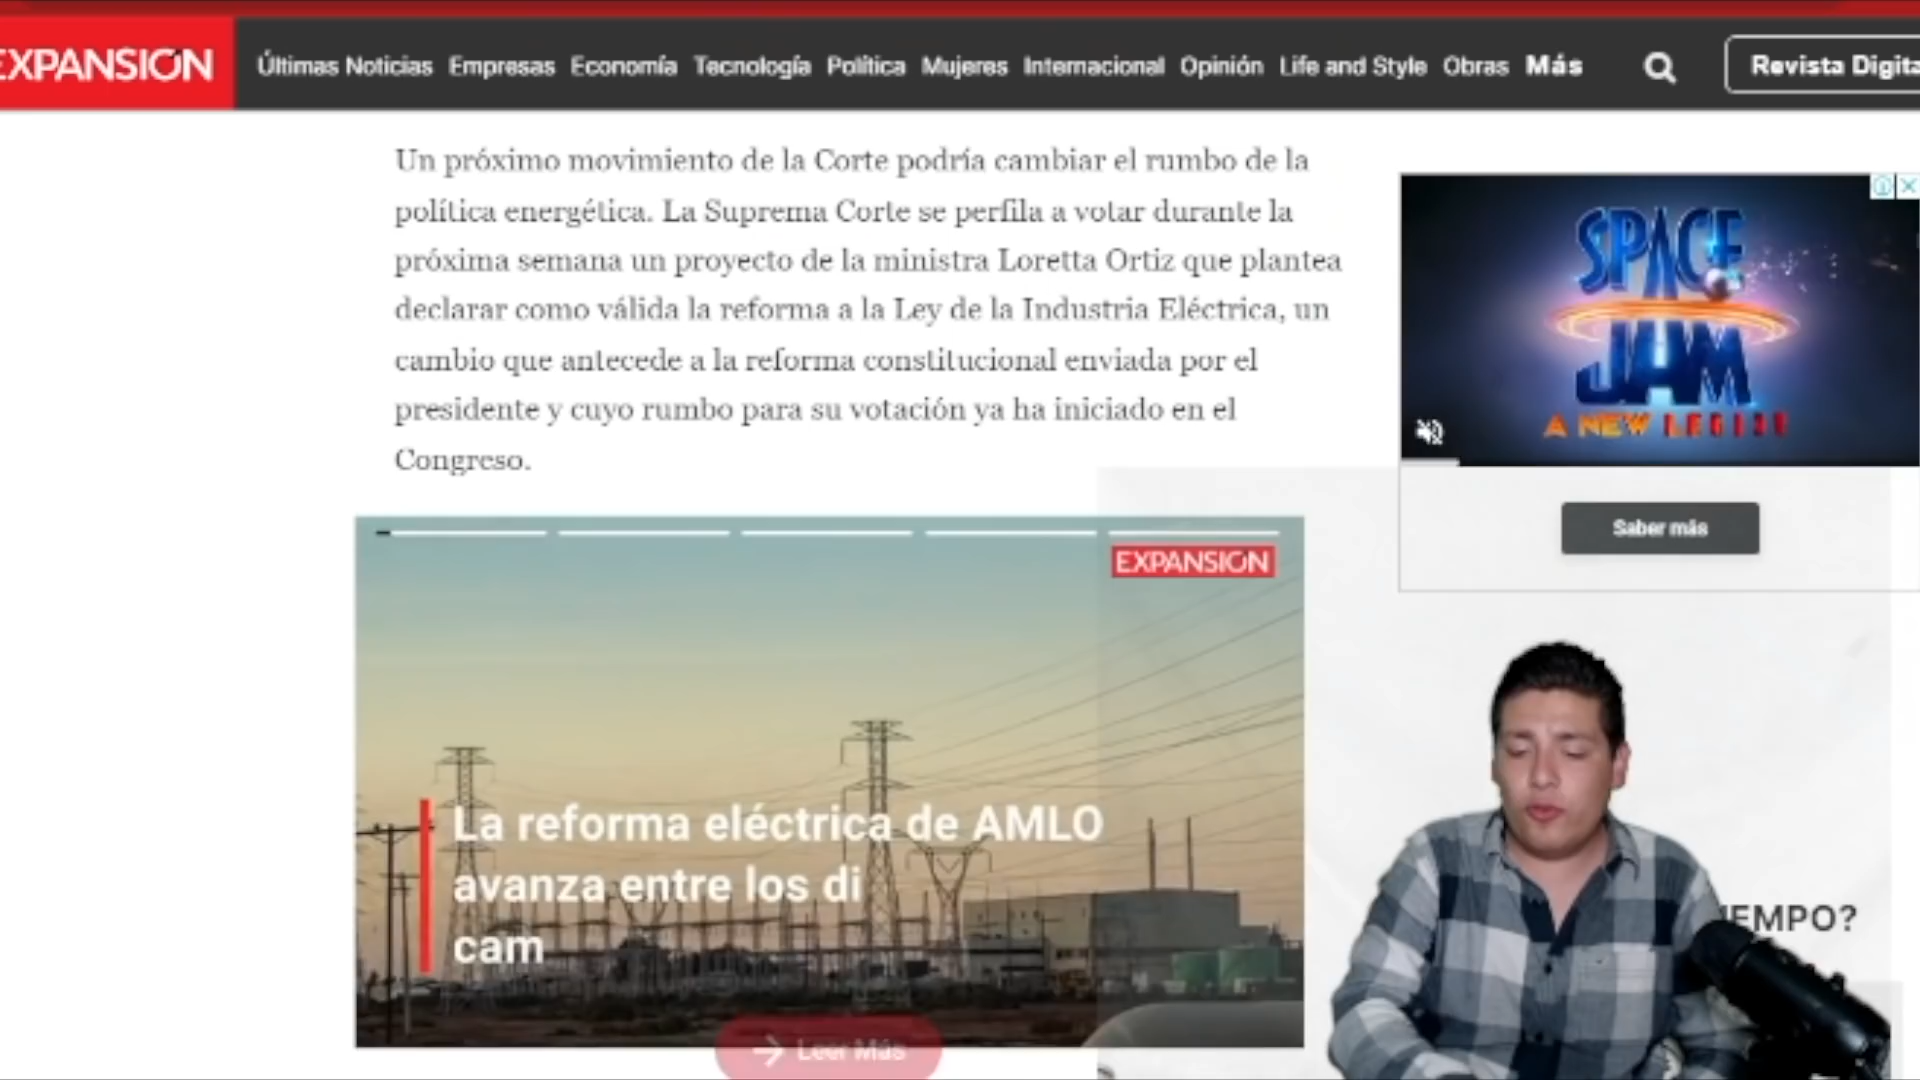 EXPANSIÓN
Últimas Noticias Empresas Economía Tecnología Política Mujeres Internacional Opinión Life and Style Obras Más
Revista Digita
Un próximo movimiento de la Corte podría cambiar el rumbo de la
política energética. La Suprema Corte se perfila a votar durante la
próxima semana un proyecto de la ministra Loretta Ortiz que plantea
declarar como válida la reforma a la Ley de la Industria Eléctrica, un
cambio que antecede a la reforma constitucional enviada por el
presidente y cuyo rumbo para su votación ya ha iniciado en el
Congreso.
SPACE
JAM
A NEW
Saber más
EXPANSIÓN
La reforma eléctrica de AMLO
avanza entre los di
cam
Leer Más
IEMPO?